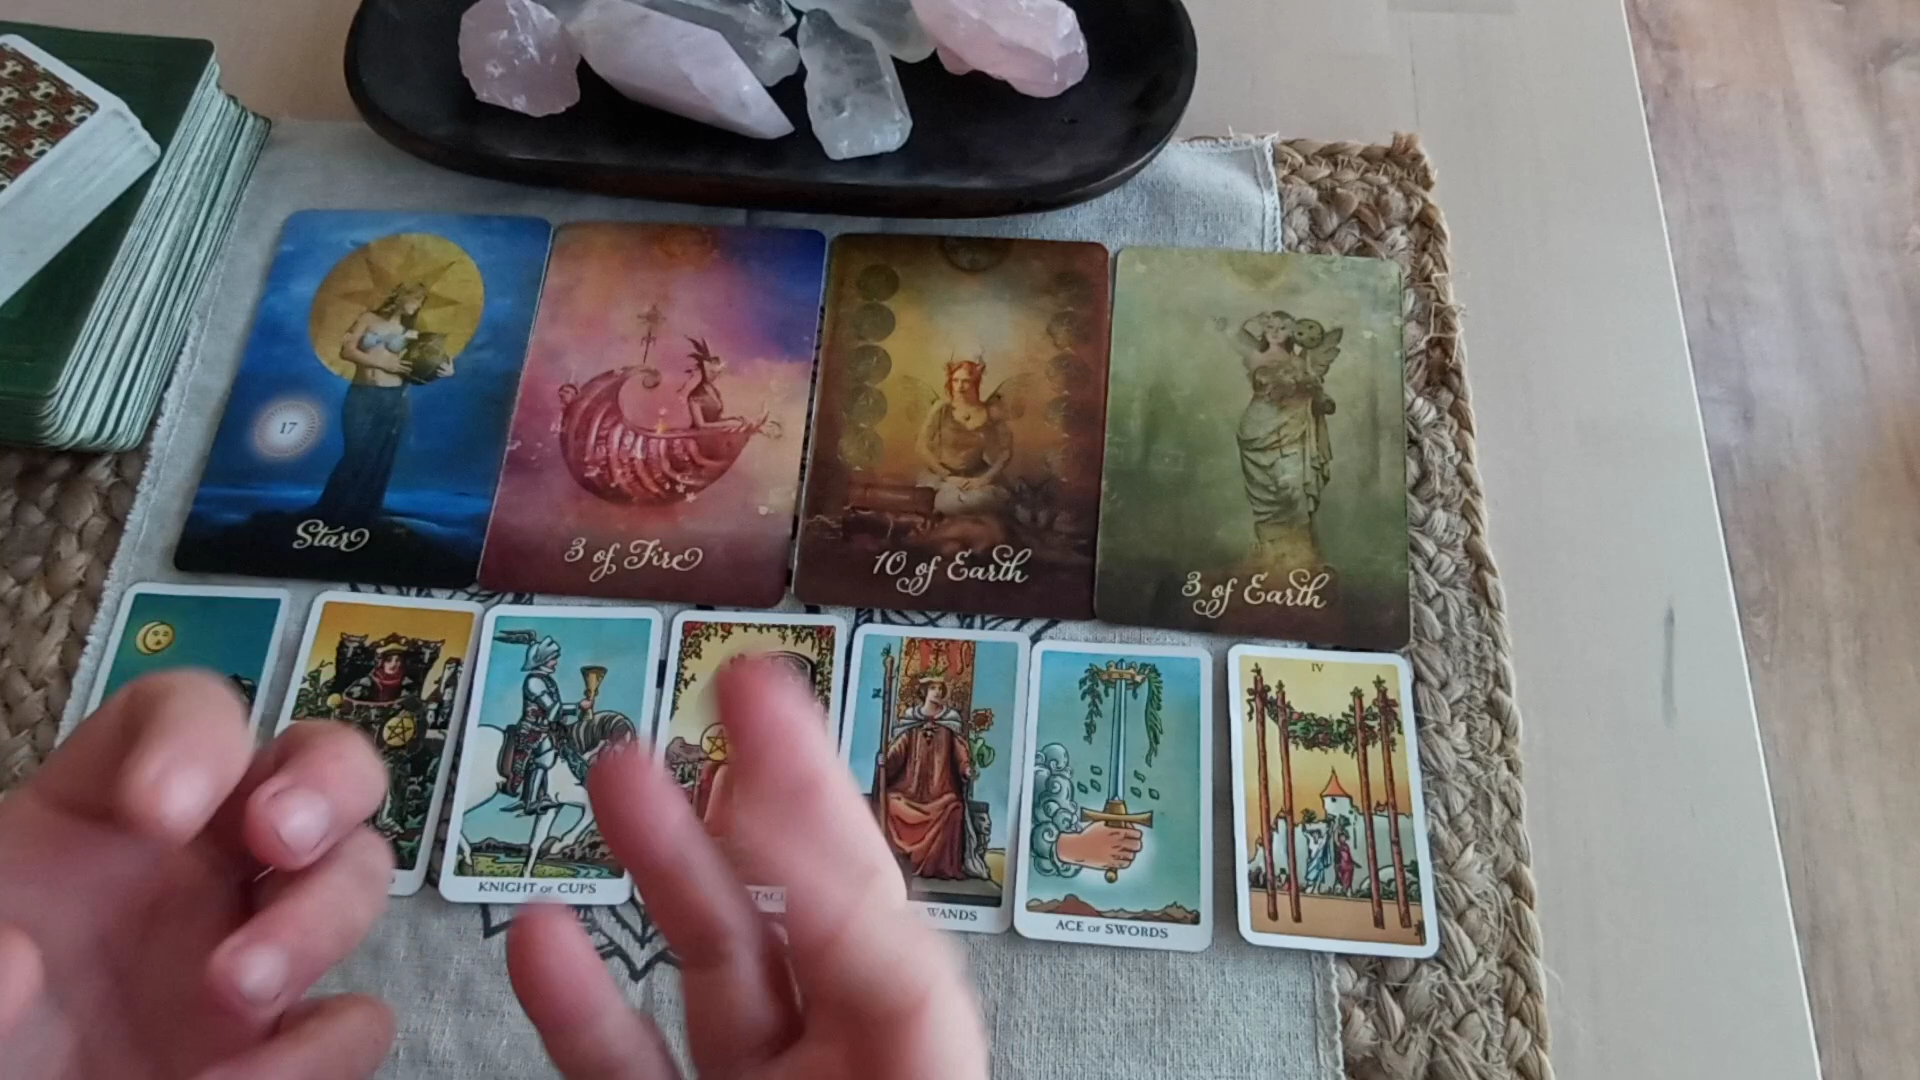 17
Star
3 of Fire
10 of Earth
3 of Earth
IV
KNIGHT OF CUPS
WANDS
ACE OF SWORDS